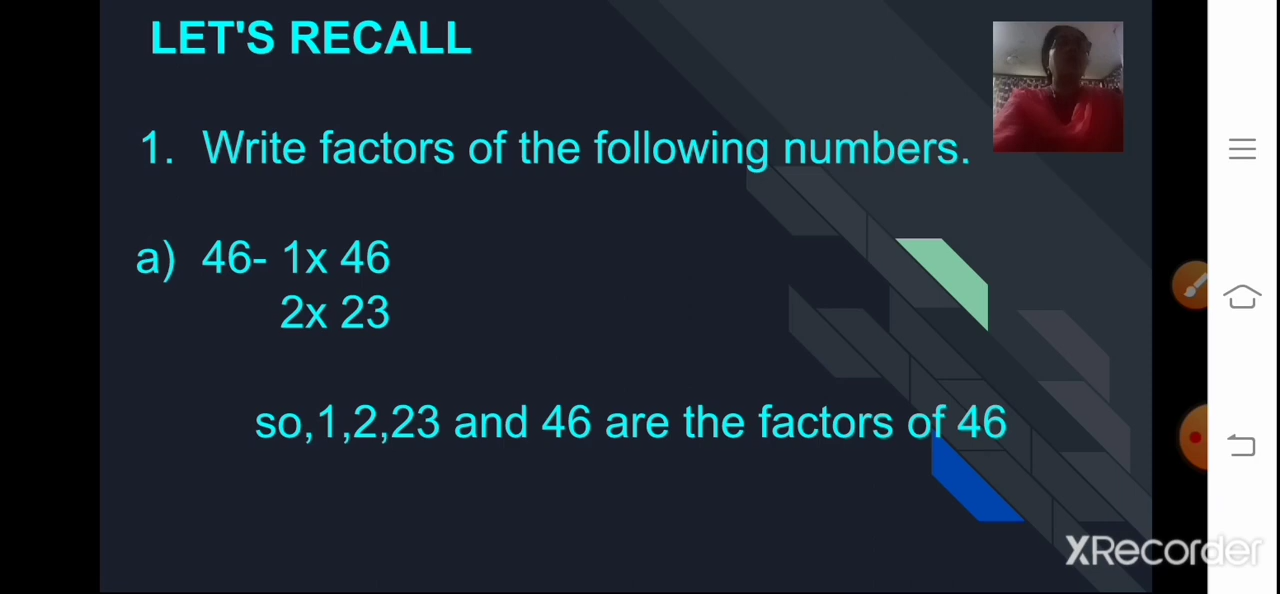 LET'S RECALL
1. Write factors of the following numbers.
a) 46- 1x 46
2x 23
so,1,2,23 and 46 are the factors of 46
XRecorder